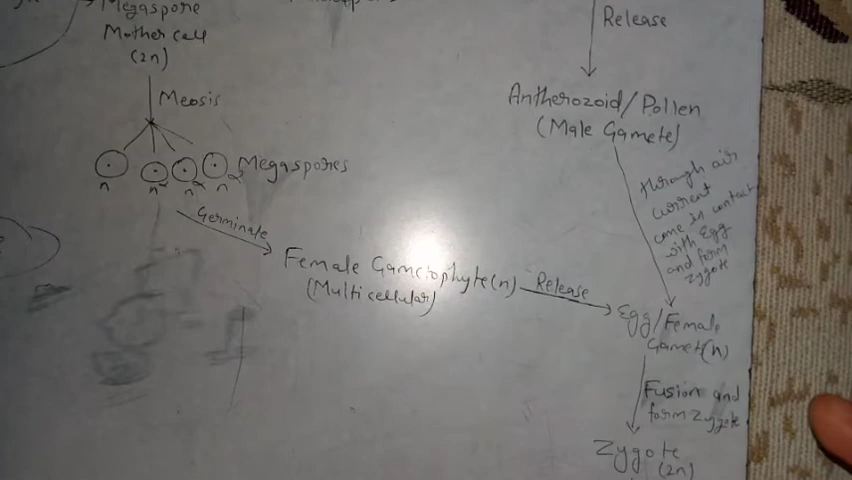 Megaspore
Mother cell
(2n)
Meosis
n
n
n
n
Megaspores
Germinate
Female Gametophyte(n)
(Multicellular)
Release
Release
Antherozoid/Pollen
(Male Gamete)
through air
current
come in contact
with Egg
and form
Zygote
Egg/Female
Gamet(n)
Fusion and
form Zygote
Zygote
(2n)